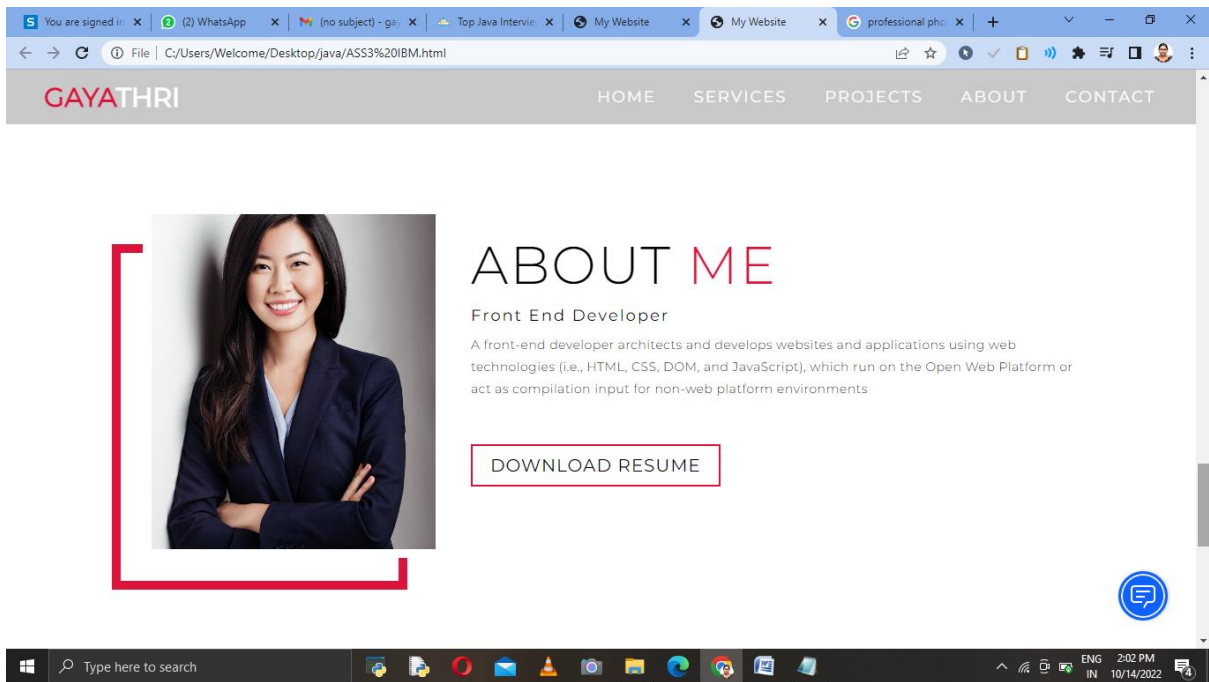 You are signed in
(2) WhatsApp
(no subject) - gay
Top Java Intervie
My Website
My Website
professional pho
File | C:/Users/Welcome/Desktop/java/ASS3%20IBM.html
GAYATHRI
HOME SERVICES PROJECTS ABOUT CONTACT
ABOUT ME
Front End Developer
A front-end developer architects and develops websites and applications using web
technologies (i.e., HTML, CSS, DOM, and JavaScript), which run on the Open Web Platform or
act as compilation input for non-web platform environments
DOWNLOAD RESUME
Type here to search
ENG
IN
2:02 PM
10/14/2022
4